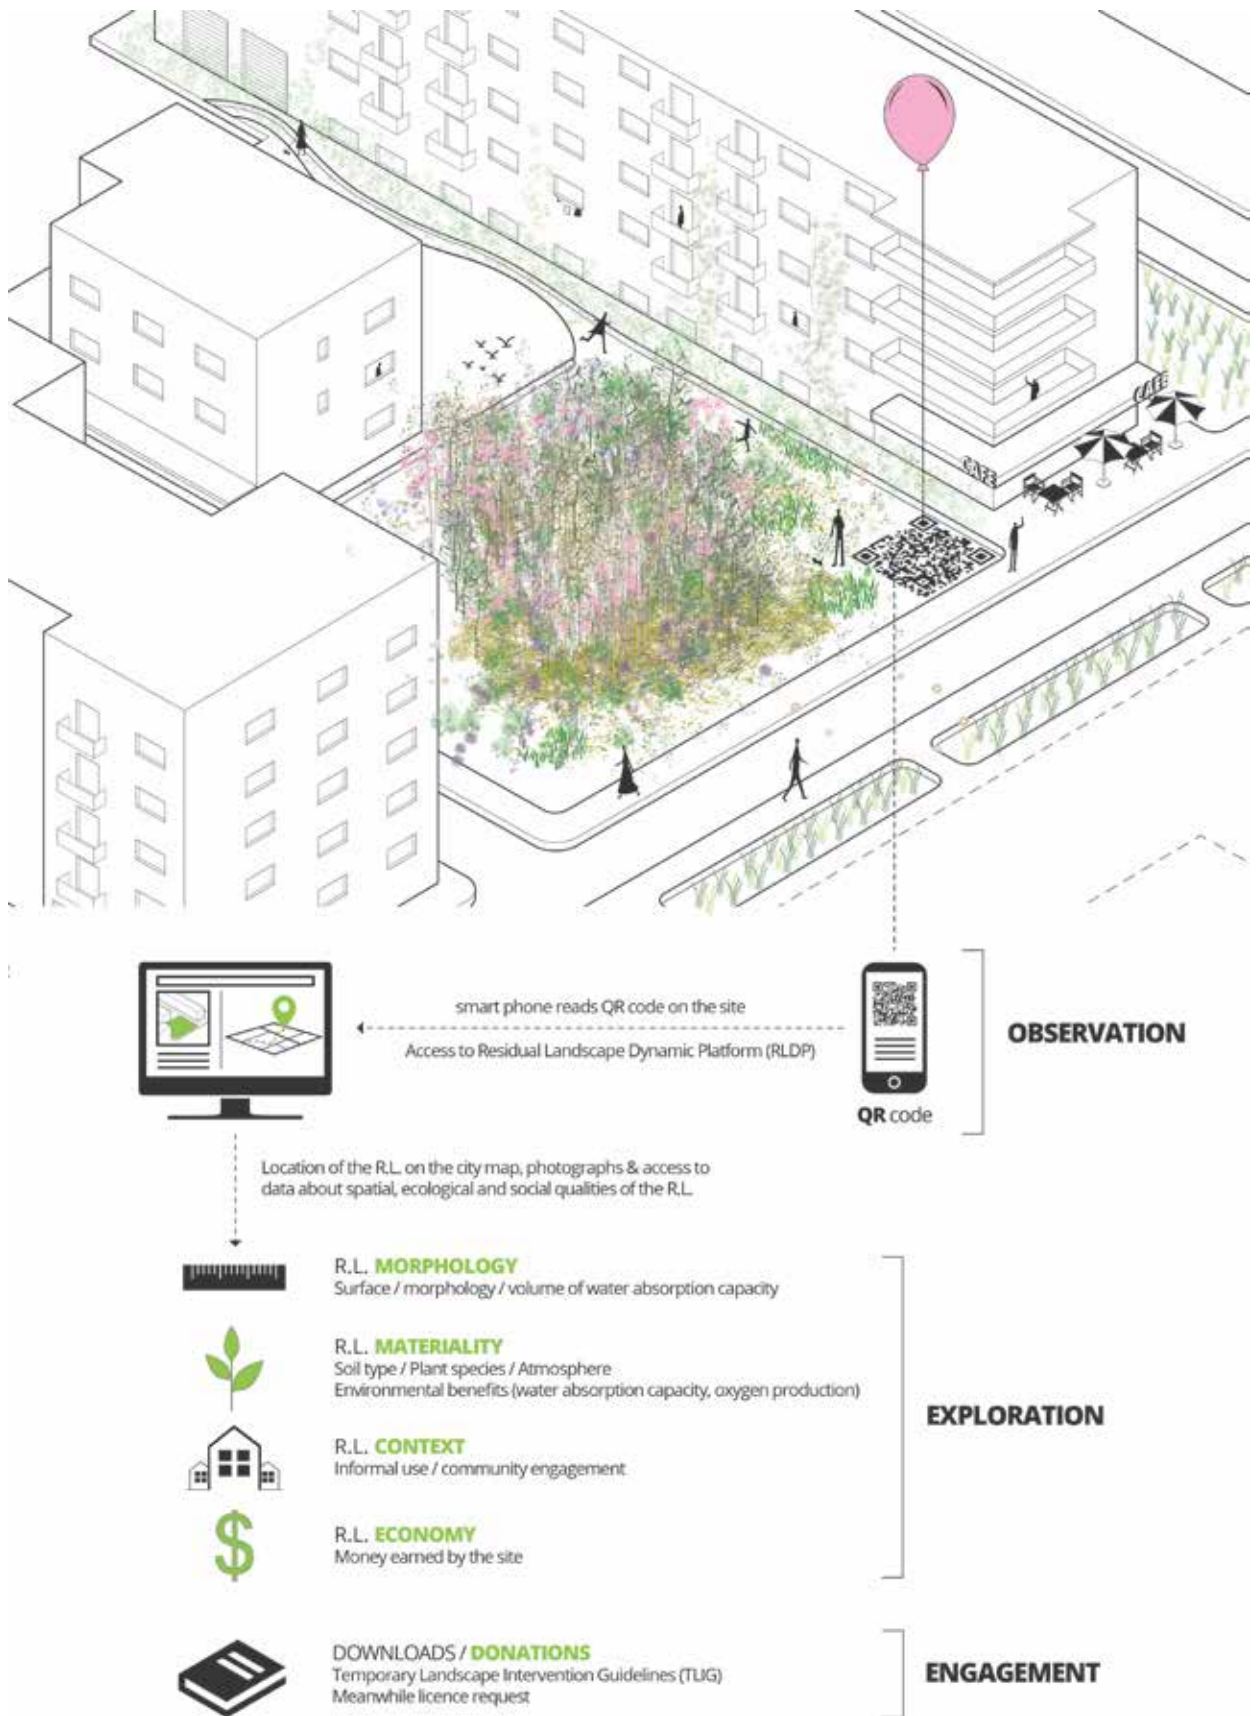 CAFE
CAFE
smart phone reads QR code on the site
Access to Residual Landscape Dynamic Platform (RLDP)
QR code
OBSERVATION
Location of the R.L. on the city map, photographs & access to
data about spatial, ecological and social qualities of the R.L.
R.L. MORPHOLOGY
Surface / morphology / volume of water absorption capacity
R.L. MATERIALITY
Soil type / Plant species / Atmosphere
Environmental benefits (water absorption capacity, oxygen production)
R.L. CONTEXT
Informal use / community engagement
R.L. ECONOMY
Money earned by the site
EXPLORATION
DOWNLOADS / DONATIONS
Temporary Landscape Intervention Guidelines (TLIG)
Meanwhile licence request
ENGAGEMENT